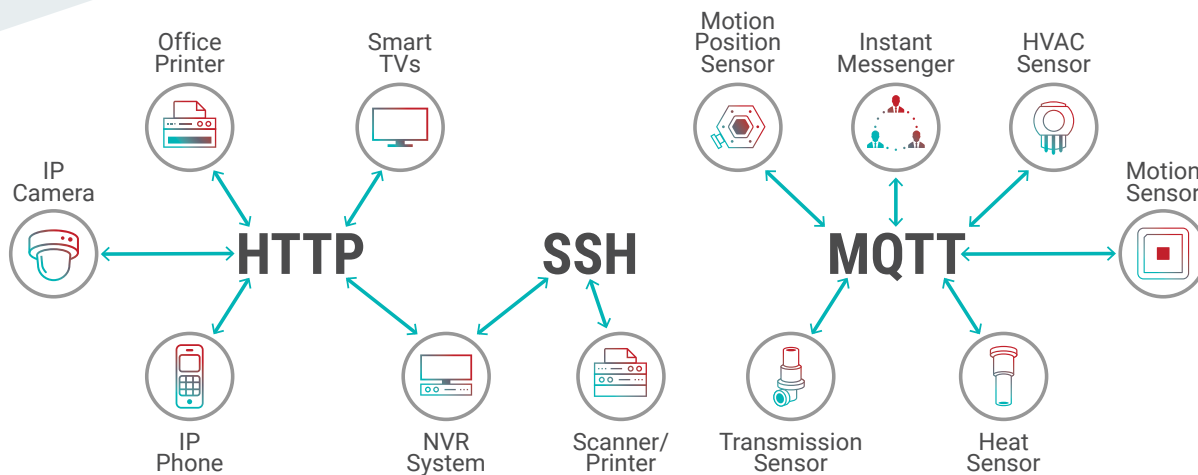 Office
Printer
Smart
TVs
Motion
Position
Sensor
Instant
Messenger
HVAC
Sensor
IP
Camera
Motion
Sensor
HTTP
SSH
MQTT
IP
Phone
NVR
System
Scanner/
Printer
Transmission
Sensor
Heat
Sensor